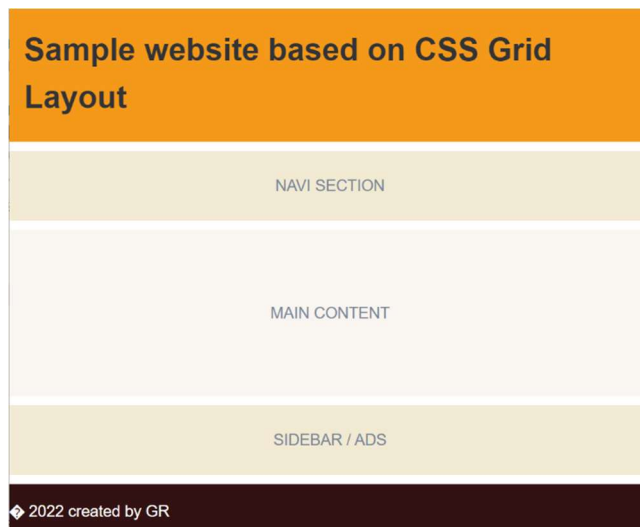 Sample website based on CSS Grid
Layout
NAVI SECTION
MAIN CONTENT
SIDEBAR / ADS
� 2022 created by GR